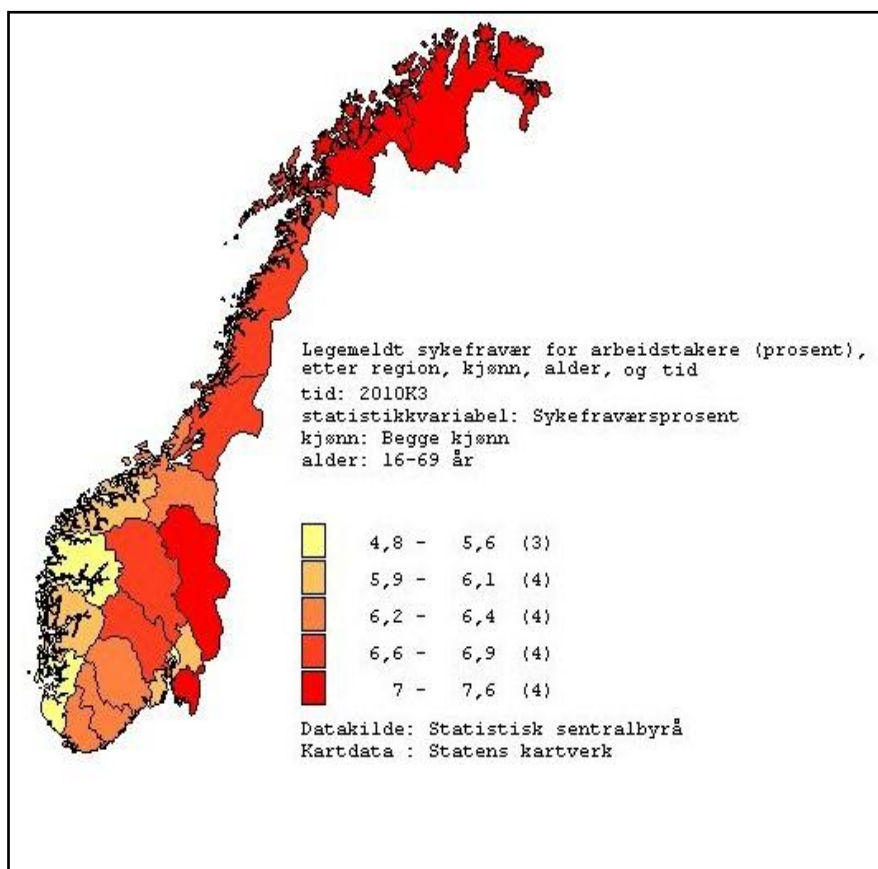 Legemeldt sykefravær for arbeidstakere (prosent),
etter region, kjønn, alder, og tid
tid: 2010K3
statistikkvariabel: Sykefraværsprosent
kjønn: Begge kjønn
alder: 16-69 år
4,8 - 5,6 (3)
5,9 - 6,1 (4)
6,2 - 6,4 (4)
6,6 - 6,9 (4)
7 - 7,6 (4)
Datakilde: Statistisk sentralbyrå
Kartdata : Statens kartverk